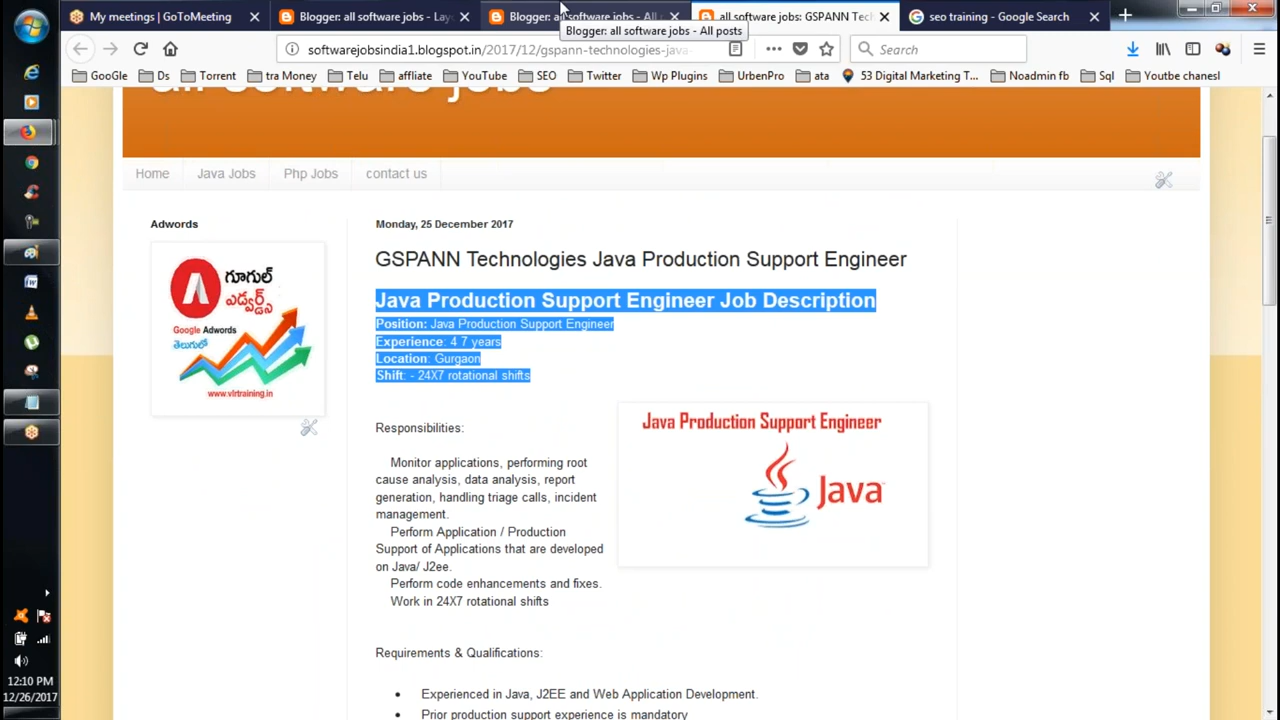 My meetings | GoToMeeting
Blogger: all software jobs - Lay
Blogger: all software jobs - All
all software jobs: GSPANN Tech
seo training - Google Search
Blogger: all software jobs - All posts
softwarejobsindia1.blogspot.in/2017/12/gspann-technologies-java-
Search
GooGle
Ds
Torrent
tra Money
Telu
affliate
YouTube
SEO
Twitter
Wp Plugins
UrbenPro
ata
53 Digital Marketing T...
Noadmin fb
Sql
Youtbe chanesl
all software jobs
Home
Java Jobs
Php Jobs
contact us
Adwords
గూగుల్
ఎడ్వర్డ్స్
Google Adwords
తెలుగులో
www.vlrtraining.in
Monday, 25 December 2017
GSPANN Technologies Java Production Support Engineer
Java Production Support Engineer Job Description
Position: Java Production Support Engineer
Experience: 4 7 years
Location: Gurgaon
Shift: - 24X7 rotational shifts
Java Production Support Engineer
Java
Responsibilities:
Monitor applications, performing root
cause analysis, data analysis, report
generation, handling triage calls, incident
management.
Perform Application / Production
Support of Applications that are developed
on Java/ J2ee.
Perform code enhancements and fixes.
Work in 24X7 rotational shifts
Requirements & Qualifications:
• Experienced in Java, J2EE and Web Application Development.
• Prior production support experience is mandatory
12:10 PM
12/26/2017